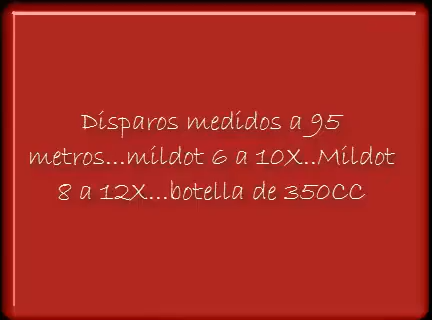 Disparos medidos a 95
metros...mildot 6 a 10X..Mildot
8 a 12X...botella de 350CC